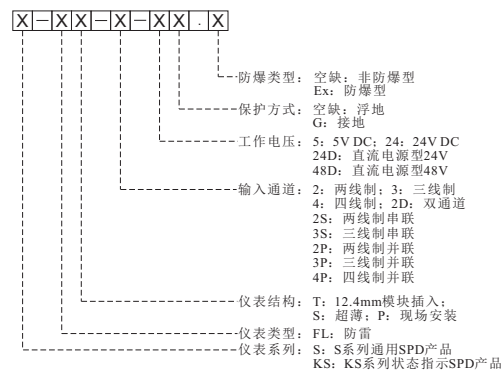 X-XX-X-XX.X
防爆类型：空缺：非防爆型
Ex：防爆型
保护方式：空缺：浮地
G：接地
工作电压：5：5V DC；24：24V DC
24D：直流电源型24V
48D：直流电源型48V
输入通道：2：两线制；3：三线制
4：四线制；2D：双通道
2S：两线制串联
3S：三线制串联
2P：两线制并联
3P：三线制并联
4P：四线制并联
仪表结构：T：12.4mm模块插入；
S：超薄；P：现场安装
仪表类型：FL：防雷
仪表系列：S：S系列通用SPD产品
KS：KS系列状态指示SPD产品